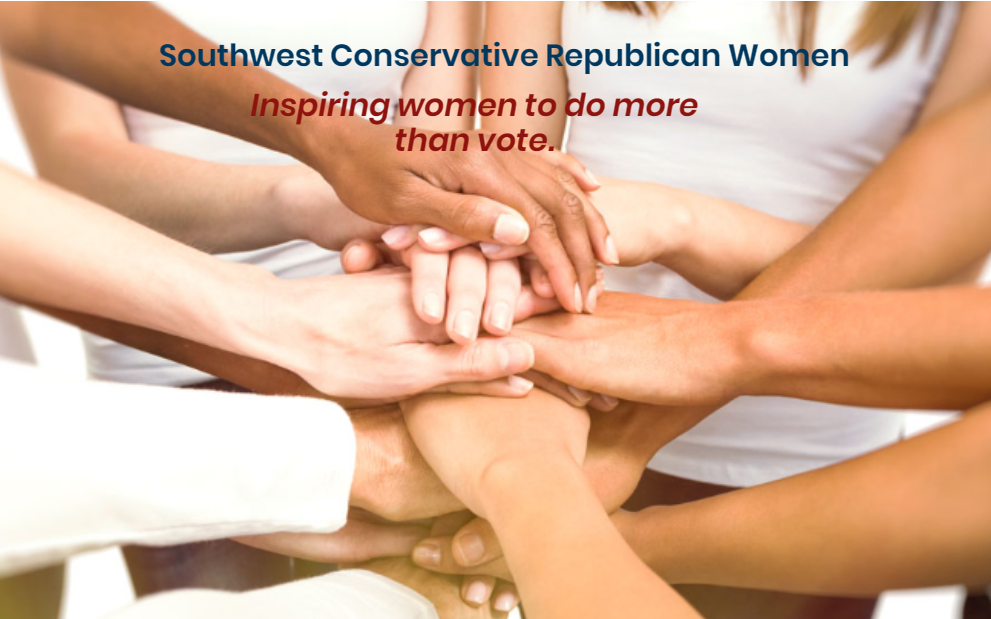 Southwest Conservative Republican Women
Inspiring women to do more
than vote.